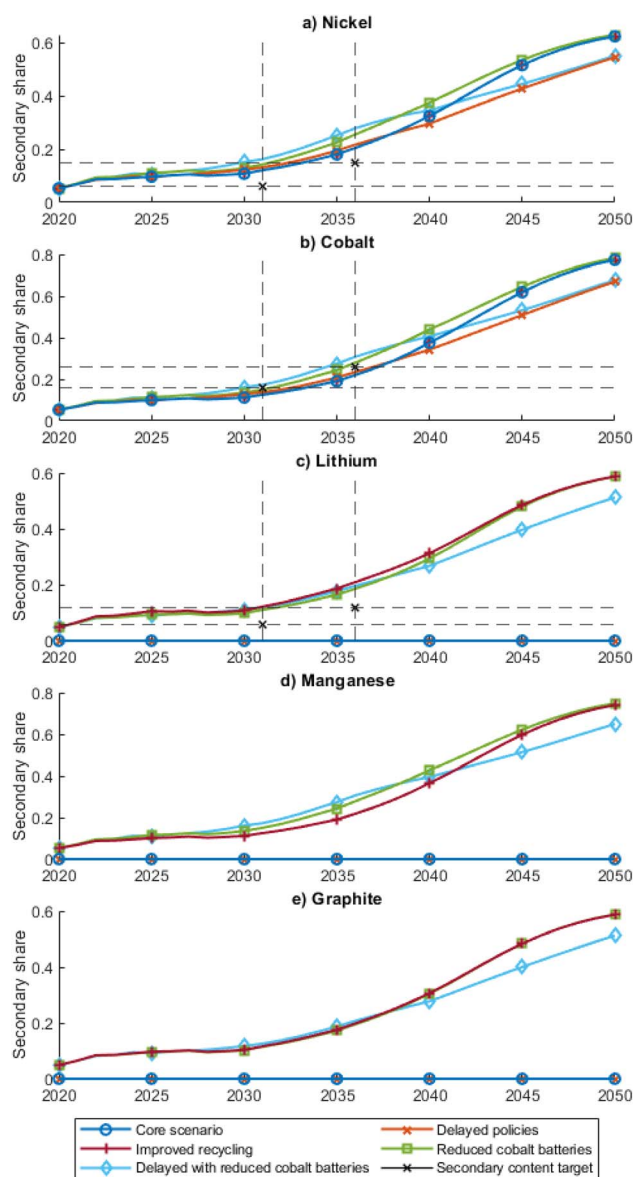 a) Nickel
Secondary share
0.6
0.4
0.2
0
2020 2025 2030 2035 2040 2045 2050
b) Cobalt
Secondary share
0.8
0.6
0.4
0.2
0
2020 2025 2030 2035 2040 2045 2050
c) Lithium
Secondary share
0.6
0.4
0.2
0
2020 2025 2030 2035 2040 2045 2050
d) Manganese
Secondary share
0.8
0.6
0.4
0.2
0
2020 2025 2030 2035 2040 2045 2050
e) Graphite
Secondary share
0.6
0.4
0.2
0
2020 2025 2030 2035 2040 2045 2050
Core scenario Delayed policies
Improved recycling Reduced cobalt batteries
Delayed with reduced cobalt batteries Secondary content target